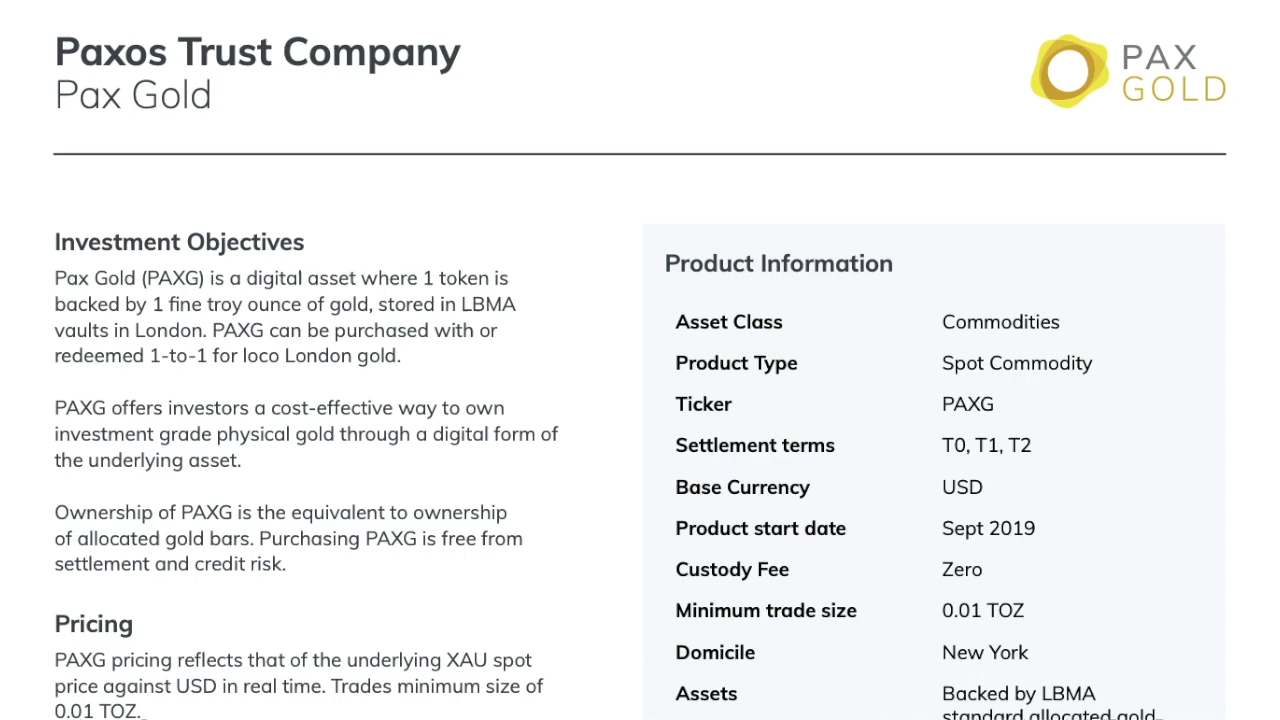 Paxos Trust Company
Pax Gold
PAX
GOLD
Investment Objectives
Pax Gold (PAXG) is a digital asset where 1 token is
backed by 1 fine troy ounce of gold, stored in LBMA
vaults in London. PAXG can be purchased with or
redeemed 1-to-1 for loco London gold.
PAXG offers investors a cost-effective way to own
investment grade physical gold through a digital form of
the underlying asset.
Ownership of PAXG is the equivalent to ownership
of allocated gold bars. Purchasing PAXG is free from
settlement and credit risk.
Pricing
PAXG pricing reflects that of the underlying XAU spot
price against USD in real time. Trades minimum size of
0.01 TOZ.
Product Information
Asset Class Commodities
Product Type Spot Commodity
Ticker PAXG
Settlement terms T0, T1, T2
Base Currency USD
Product start date Sept 2019
Custody Fee Zero
Minimum trade size 0.01 TOZ
Domicile New York
Assets Backed by LBMA
standard allocated gold